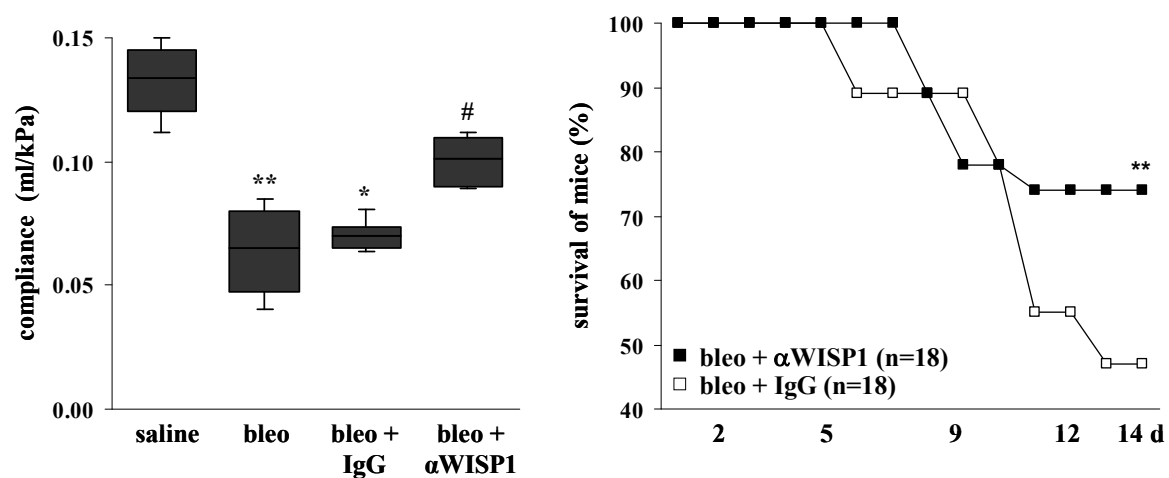 compliance (ml/kPa)
0.15
0.10
0.05
0.00
**
*
#
saline
bleo
bleo +
IgG
bleo +
αWISP1
survival of mice (%)
100
90
80
70
60
50
40
**
bleo + αWISP1 (n=18)
bleo + IgG (n=18)
2 5 9 12 14 d